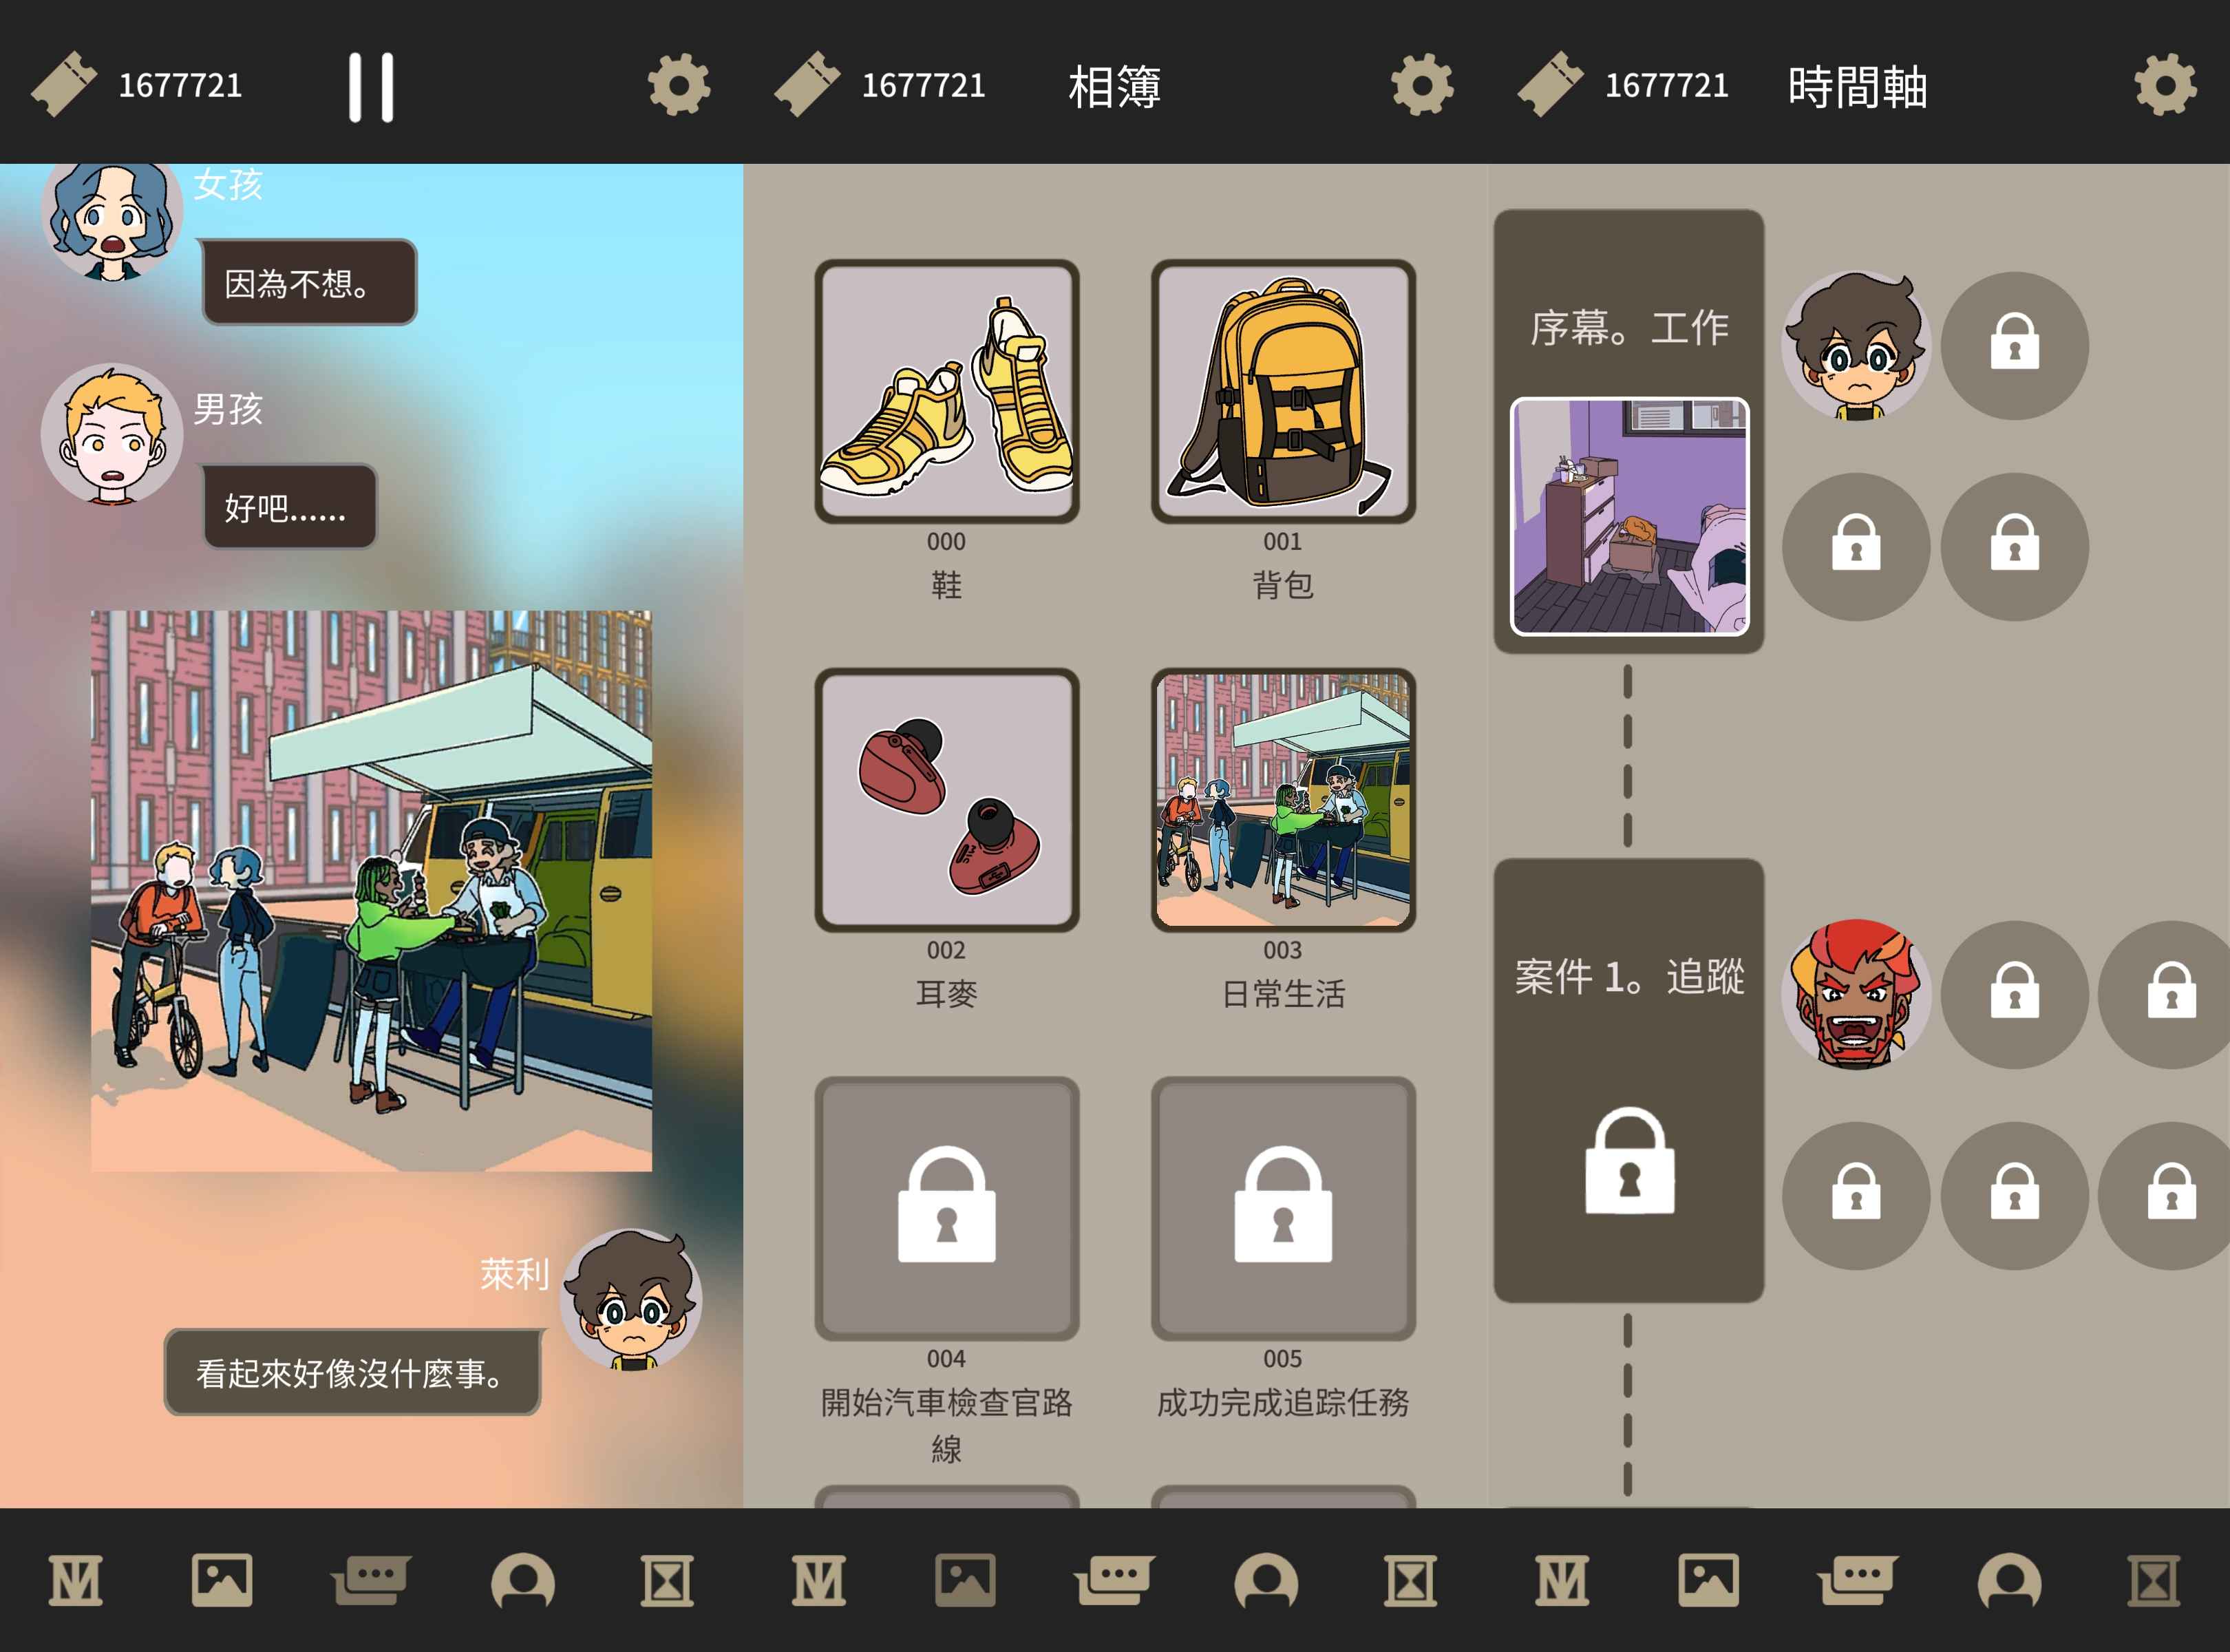 1677721
女孩
因為不想。
男孩
好吧......
萊利
看起來好像沒什麼事。
1677721
相簿
000
鞋
001
背包
002
耳麥
003
日常生活
004
開始汽車檢查官路
線
005
成功完成追踪任務
1677721
時間軸
序幕。工作
案件 1。追蹤